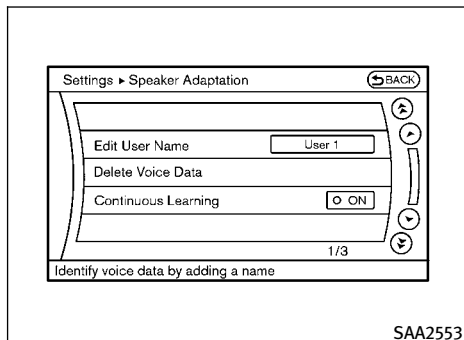 Settings ▸ Speaker Adaptation
BACK
Edit User Name
User 1
Delete Voice Data
Continuous Learning
ON
1/3
Identify voice data by adding a name
SAA2553